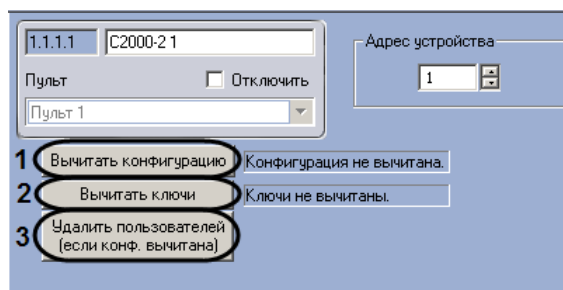 1.1.1.1 С2000-2 1
Адрес устройства
Пульт Отключить
1
Пульт 1
1 Вычитать конфигурацию Конфигурация не вычитана.
2 Вычитать ключи Ключи не вычитаны.
3 Удалить пользователей
(если конф. вычитана)